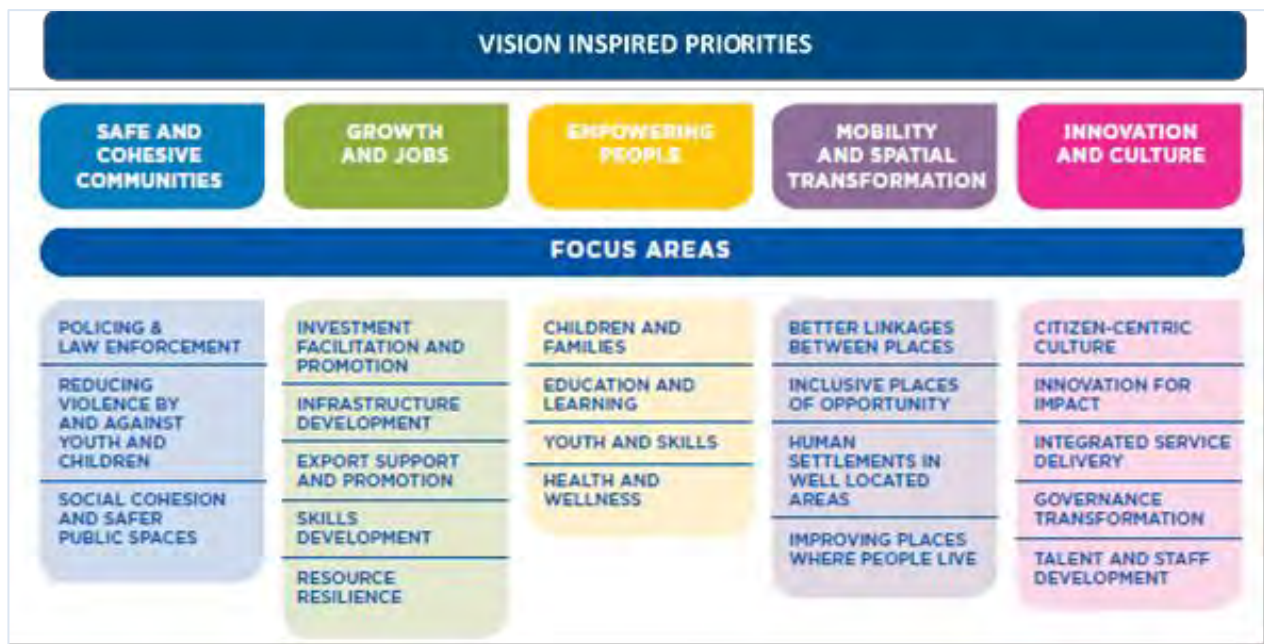 VISION INSPIRED PRIORITIES
SAFE AND
COHESIVE
COMMUNITIES
GROWTH
AND JOBS
EMPOWERING
PEOPLE
MOBILITY
AND SPATIAL
TRANSFORMATION
INNOVATION
AND CULTURE
FOCUS AREAS
POLICING &
LAW ENFORCEMENT
REDUCING
VIOLENCE BY
AND AGAINST
YOUTH AND
CHILDREN
SOCIAL COHESION
AND SAFER
PUBLIC SPACES
INVESTMENT
FACILITATION AND
PROMOTION
INFRASTRUCTURE
DEVELOPMENT
EXPORT SUPPORT
AND PROMOTION
SKILLS
DEVELOPMENT
RESOURCE
RESILIENCE
CHILDREN AND
FAMILIES
EDUCATION AND
LEARNING
YOUTH AND SKILLS
HEALTH AND
WELLNESS
BETTER LINKAGES
BETWEEN PLACES
INCLUSIVE PLACES
OF OPPORTUNITY
HUMAN
SETTLEMENTS IN
WELL LOCATED
AREAS
IMPROVING PLACES
WHERE PEOPLE LIVE
CITIZEN-CENTRIC
CULTURE
INNOVATION FOR
IMPACT
INTEGRATED SERVICE
DELIVERY
GOVERNANCE
TRANSFORMATION
TALENT AND STAFF
DEVELOPMENT